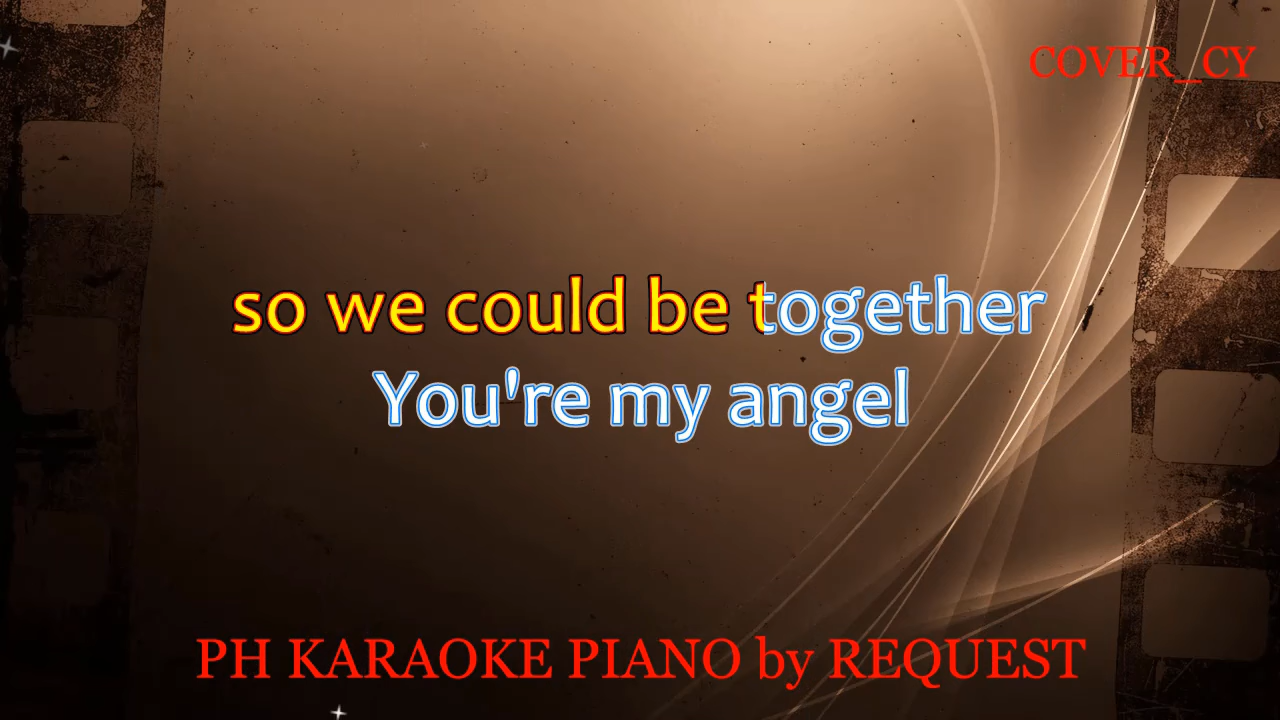 COVER_CY
so we could be together
You're my angel
PH KARAOKE PIANO by REQUEST